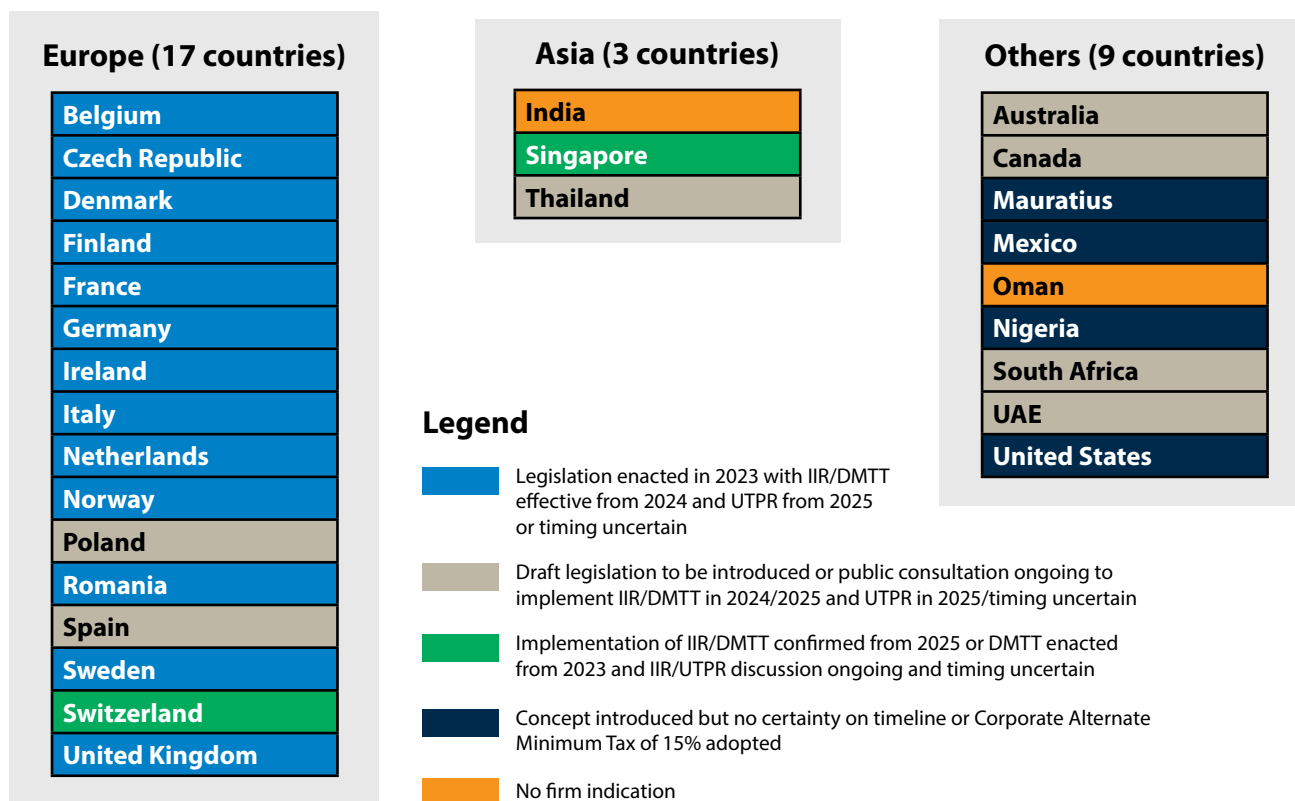 Europe (17 countries)
Belgium
Czech Republic
Denmark
Finland
France
Germany
Ireland
Italy
Netherlands
Norway
Poland
Romania
Spain
Sweden
Switzerland
United Kingdom
Asia (3 countries)
India
Singapore
Thailand
Others (9 countries)
Australia
Canada
Mauratius
Mexico
Oman
Nigeria
South Africa
UAE
United States
Legend
Legislation enacted in 2023 with IIR/DMTT
effective from 2024 and UTPR from 2025
or timing uncertain
Draft legislation to be introduced or public consultation ongoing to
implement IIR/DMTT in 2024/2025 and UTPR in 2025/timing uncertain
Implementation of IIR/DMTT confirmed from 2025 or DMTT enacted
from 2023 and IIR/UTPR discussion ongoing and timing uncertain
Concept introduced but no certainty on timeline or Corporate Alternate
Minimum Tax of 15% adopted
No firm indication